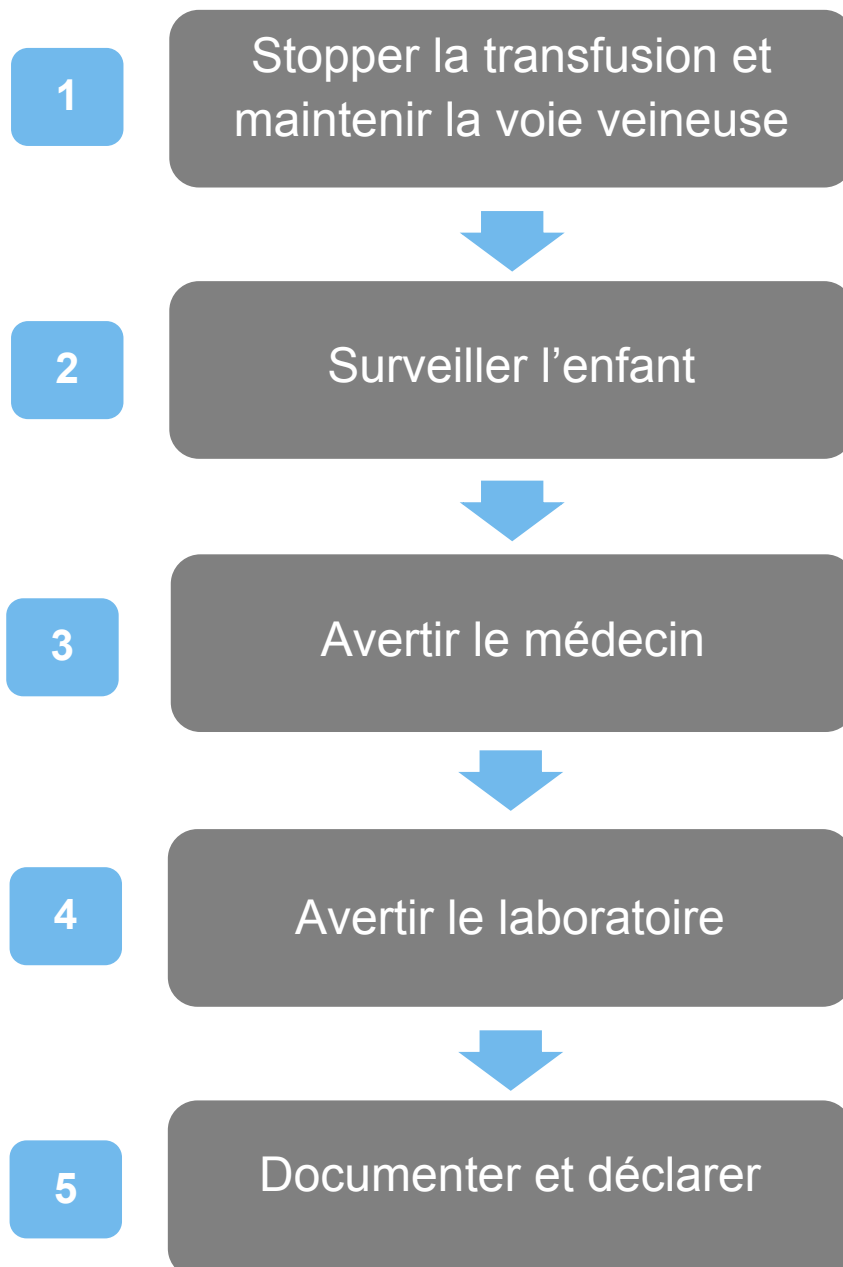 1
Stopper la transfusion et
maintenir la voie veineuse
2
Surveiller l’enfant
3
Avertir le médecin
4
Avertir le laboratoire
5
Documenter et déclarer